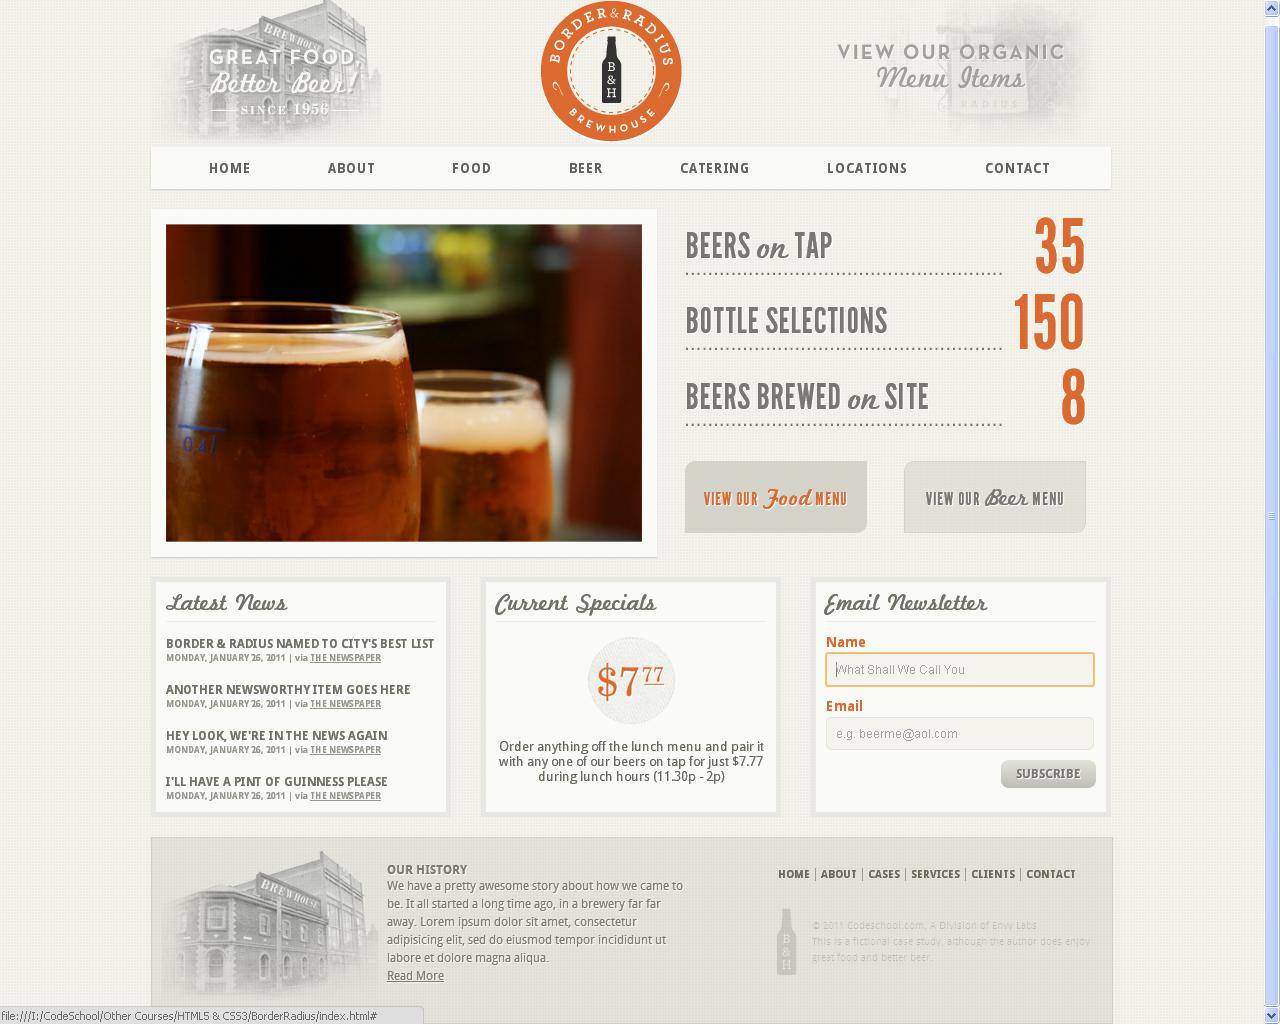 BREWHOUSE
GREAT FOOD,
Better Beer!
SINCE 1956
BORDER & RADIUS
B
&
H
BREWHOUSE
VIEW OUR ORGANIC
Menu Items
RADIUS
HOME ABOUT FOOD BEER CATERING LOCATIONS CONTACT
0,4 l
BEERS on TAP 35
BOTTLE SELECTIONS 150
BEERS BREWED on SITE 8
VIEW OUR Food MENU
VIEW OUR Beer MENU
Latest News
BORDER & RADIUS NAMED TO CITY'S BEST LIST
MONDAY, JANUARY 26, 2011 | via THE NEWSPAPER
ANOTHER NEWSWORTHY ITEM GOES HERE
MONDAY, JANUARY 26, 2011 | via THE NEWSPAPER
HEY LOOK, WE'RE IN THE NEWS AGAIN
MONDAY, JANUARY 26, 2011 | via THE NEWSPAPER
I'LL HAVE A PINT OF GUINNESS PLEASE
MONDAY, JANUARY 26, 2011 | via THE NEWSPAPER
Current Specials
$7 77
Order anything off the lunch menu and pair it
with any one of our beers on tap for just $7.77
during lunch hours (11.30p - 2p)
Email Newsletter
Name
What Shall We Call You
Email
e.g. beerme@aol.com
SUBSCRIBE
BREWHOUSE
OUR HISTORY
We have a pretty awesome story about how we came to
be. It all started a long time ago, in a brewery far far
away. Lorem ipsum dolor sit amet, consectetur
adipisicing elit, sed do eiusmod tempor incididunt ut
labore et dolore magna aliqua.
Read More
HOME | ABOUT | CASES | SERVICES | CLIENTS | CONTACT
B
&
H
© 2011 Codeschool.com, A Division of Envy Labs
This is a fictional case study, although the author does enjoy
great food and better beer.
file:///I:/CodeSchool/Other Courses/HTML5 & CSS3/BorderRadius/index.html#